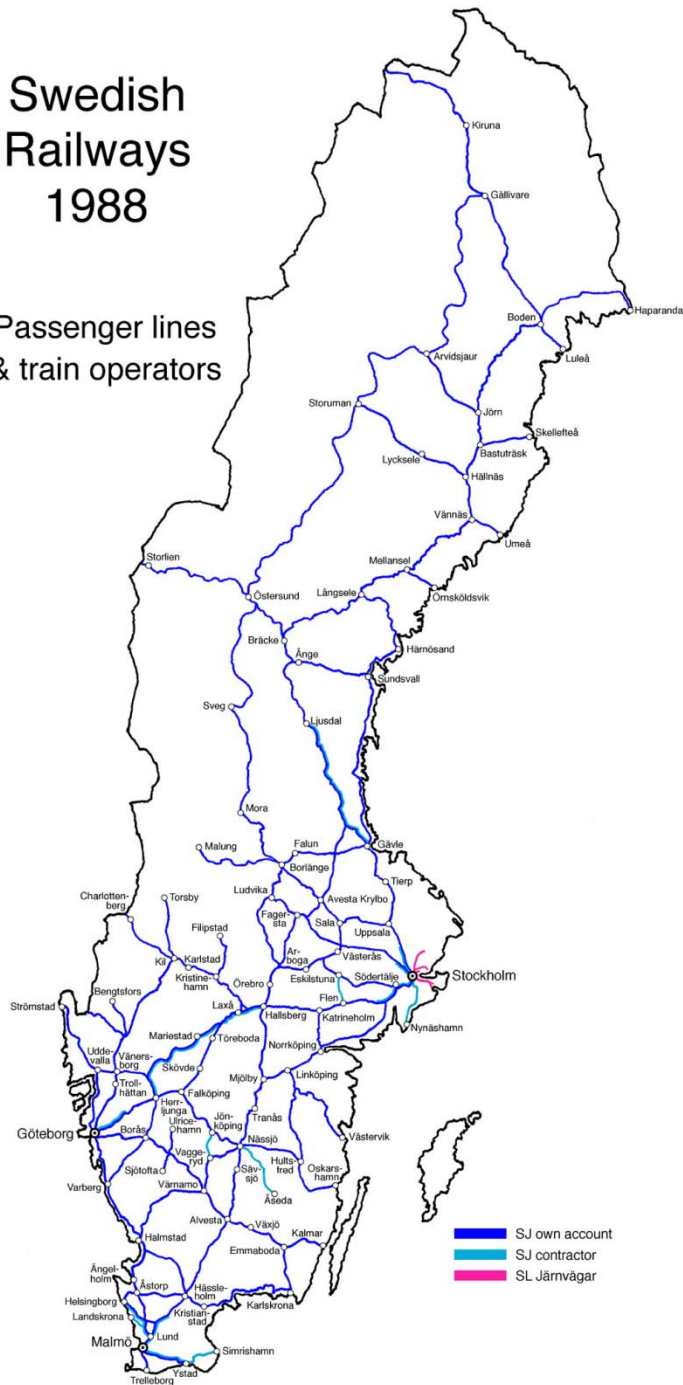 Swedish
Railways
1988
Passenger lines
& train operators
Kiruna
Gällivare
Haparanda
Boden
Luleå
Arvidsjaur
Storuman
Jörn
Skellefteå
Bastuträsk
Lycksele
Hällnäs
Vännäs
Umeå
Storlien
Mellansel
Östersund
Långsele
Örnsköldsvik
Bräcke
Härnösand
Ånge
Sundsvall
Sveg
Ljusdal
Mora
Malung
Falun
Gävle
Borlänge
Tierp
Charlotten-
berg
Torsby
Ludvika
Avesta Krylbo
Fager-
sta
Sala
Uppsala
Filipstad
Kil
Karlstad
Ar-
boga
Västerås
Kristine-
hamn
Eskilstuna
Södertälje
Stockholm
Bengtsfors
Örebro
Flen
Strömstad
Laxå
Hallsberg
Katrineholm
Nynäshamn
Mariestad
Töreboda
Norrköping
Udde-
valla
Väners-
borg
Skövde
Mjölby
Linköping
Troll-
hättan
Falköping
Herr-
ljunga
Tranås
Göteborg
Borås
Ulrice-
hamn
Jön-
köping
Nässjö
Västervik
Vagge-
ryd
Sjötofta
Säv-
sjö
Hults-
fred
Oskars-
hamn
Varberg
Värnamo
Åseda
Alvesta
Växjö
Halmstad
Kalmar
Emmaboda
SJ own account
SJ contractor
SL Järnvägar
Ängel-
holm
Åstorp
Hässle-
holm
Karlskrona
Helsingborg
Landskrona
Kristian-
stad
Lund
Malmö
Simrishamn
Ystad
Trelleborg